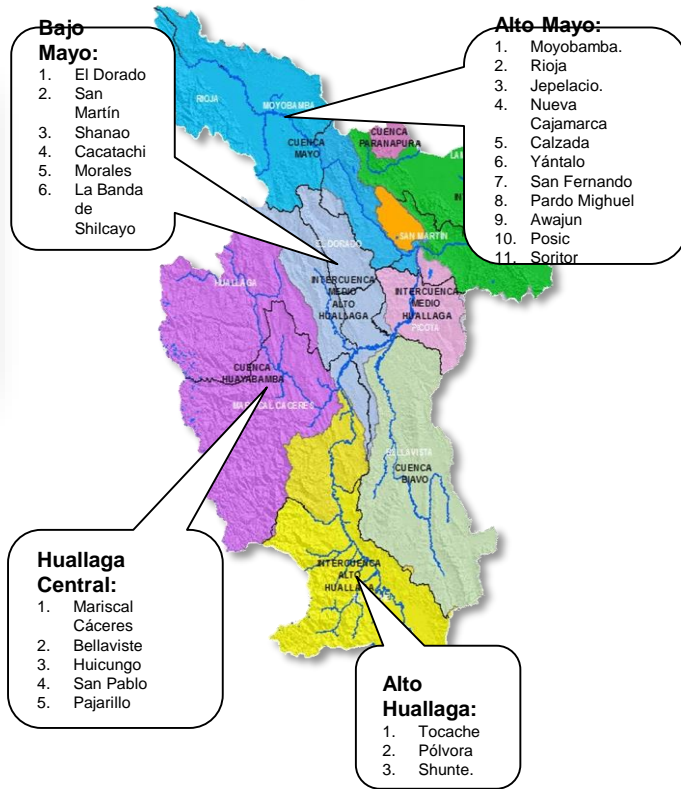 Bajo
Mayo:
1. El Dorado
2. San
Martín
3. Shanao
4. Cacatachi
5. Morales
6. La Banda
de
Shilcayo
Alto Mayo:
1. Moyobamba.
2. Rioja
3. Jepelacio.
4. Nueva
Cajamarca
5. Calzada
6. Yántalo
7. San Fernando
8. Pardo Mighuel
9. Awajun
10. Posic
11. Soritor
RIOJA
MOYOBAMBA
CUENCA
MAYO
CUENCA
PARANAPURA
SAN MARTÍN
EL DORADO
INTERCUENCA
MEDIO
ALTO
HUALLAGA
INTERCUENCA
MEDIO
HUALLAGA
PICOTA
HUALLAGA
CUENCA
HUAYABAMBA
MARISCAL CÁCERES
BELLAVISTA
CUENCA
BIAVO
INTERCUENCA
ALTO
HUALLAGA
Huallaga
Central:
1. Mariscal
Cáceres
2. Bellaviste
3. Huicungo
4. San Pablo
5. Pajarillo
Alto
Huallaga:
1. Tocache
2. Pólvora
3. Shunte.